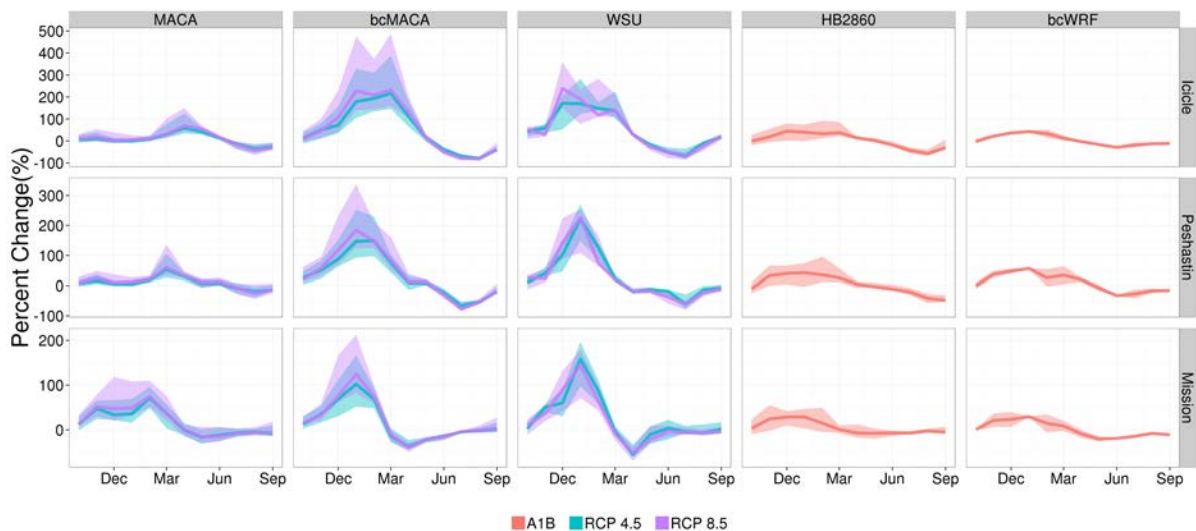 MACA bcMACA WSU HB2860 bcWRF
Percent Change(%)
500
400
300
200
100
0
-100
Icicle
300
200
100
0
-100
Peshastin
200
100
0
Mission
Dec Mar Jun Sep Dec Mar Jun Sep Dec Mar Jun Sep Dec Mar Jun Sep Dec Mar Jun Sep
A1B RCP 4.5 RCP 8.5